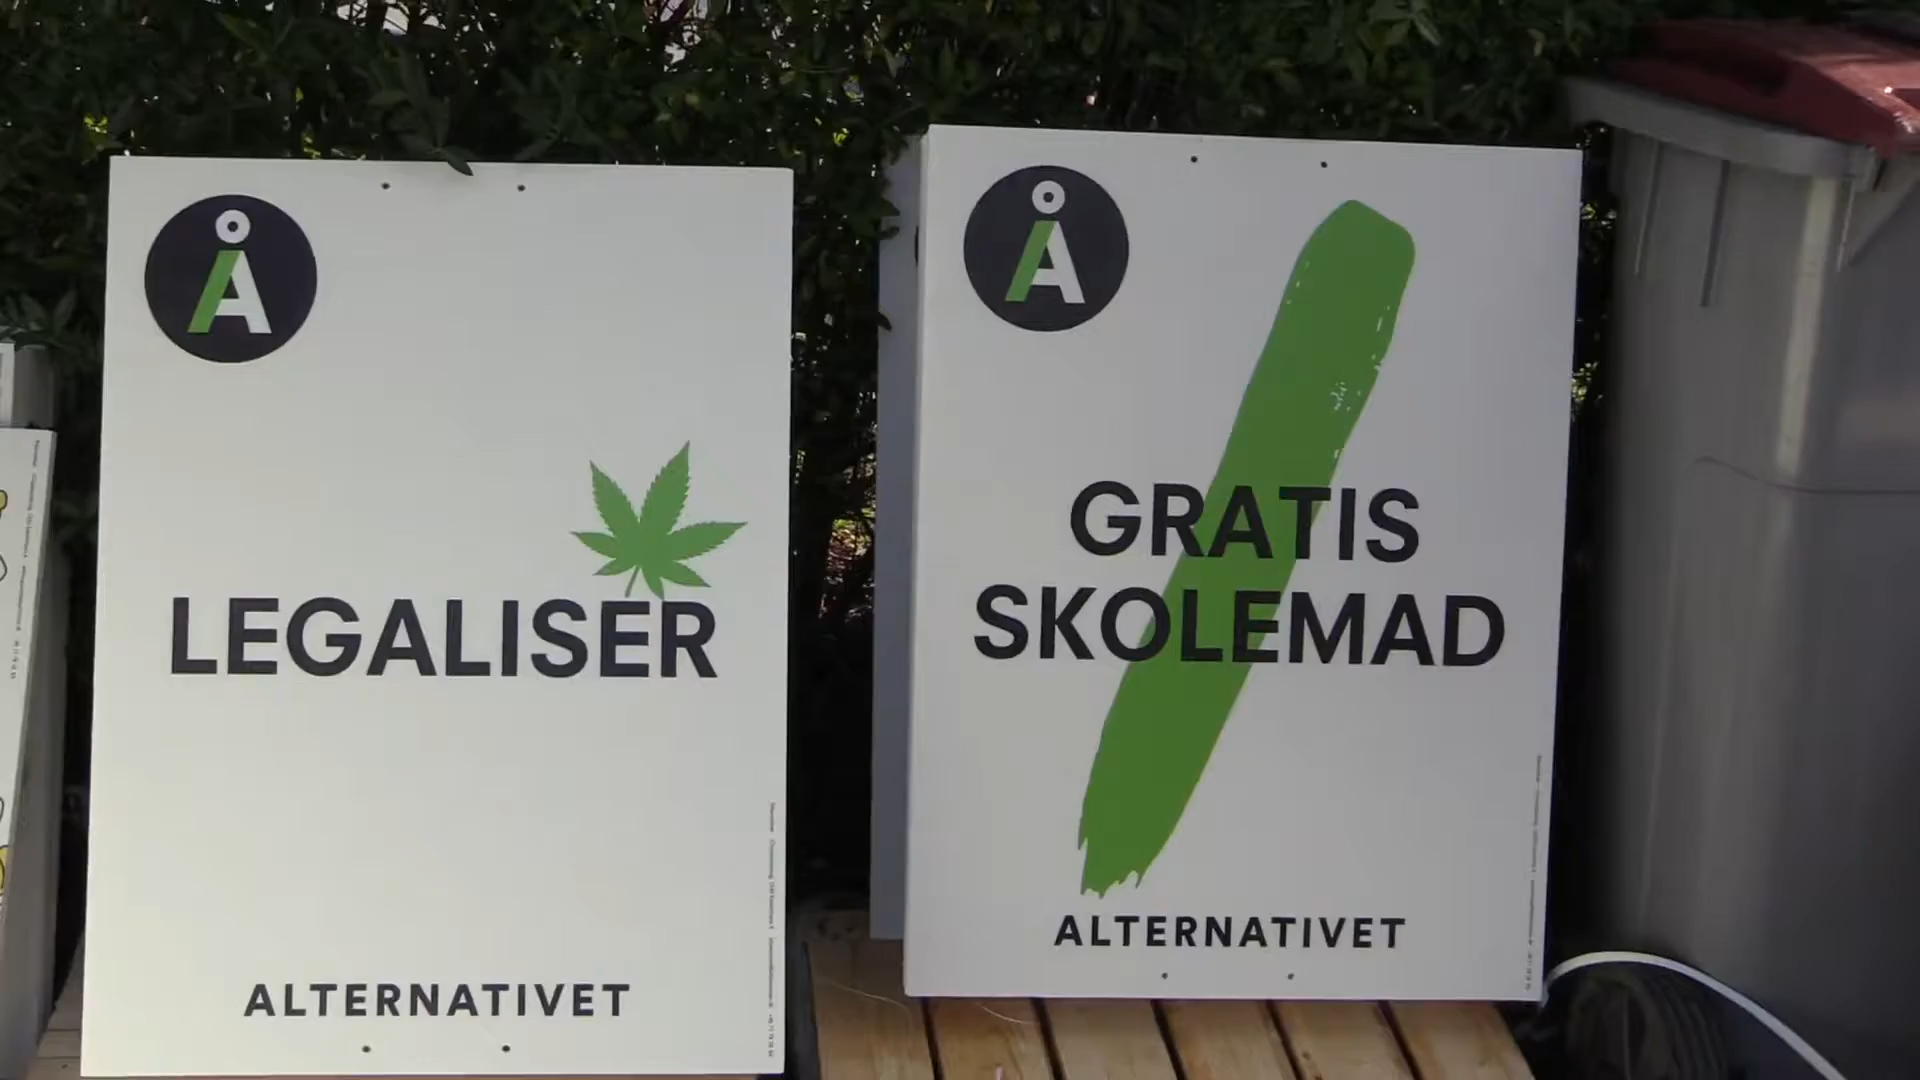 Å
LEGALISER
ALTERNATIVET
Å
GRATIS
SKOLEMAD
ALTERNATIVET